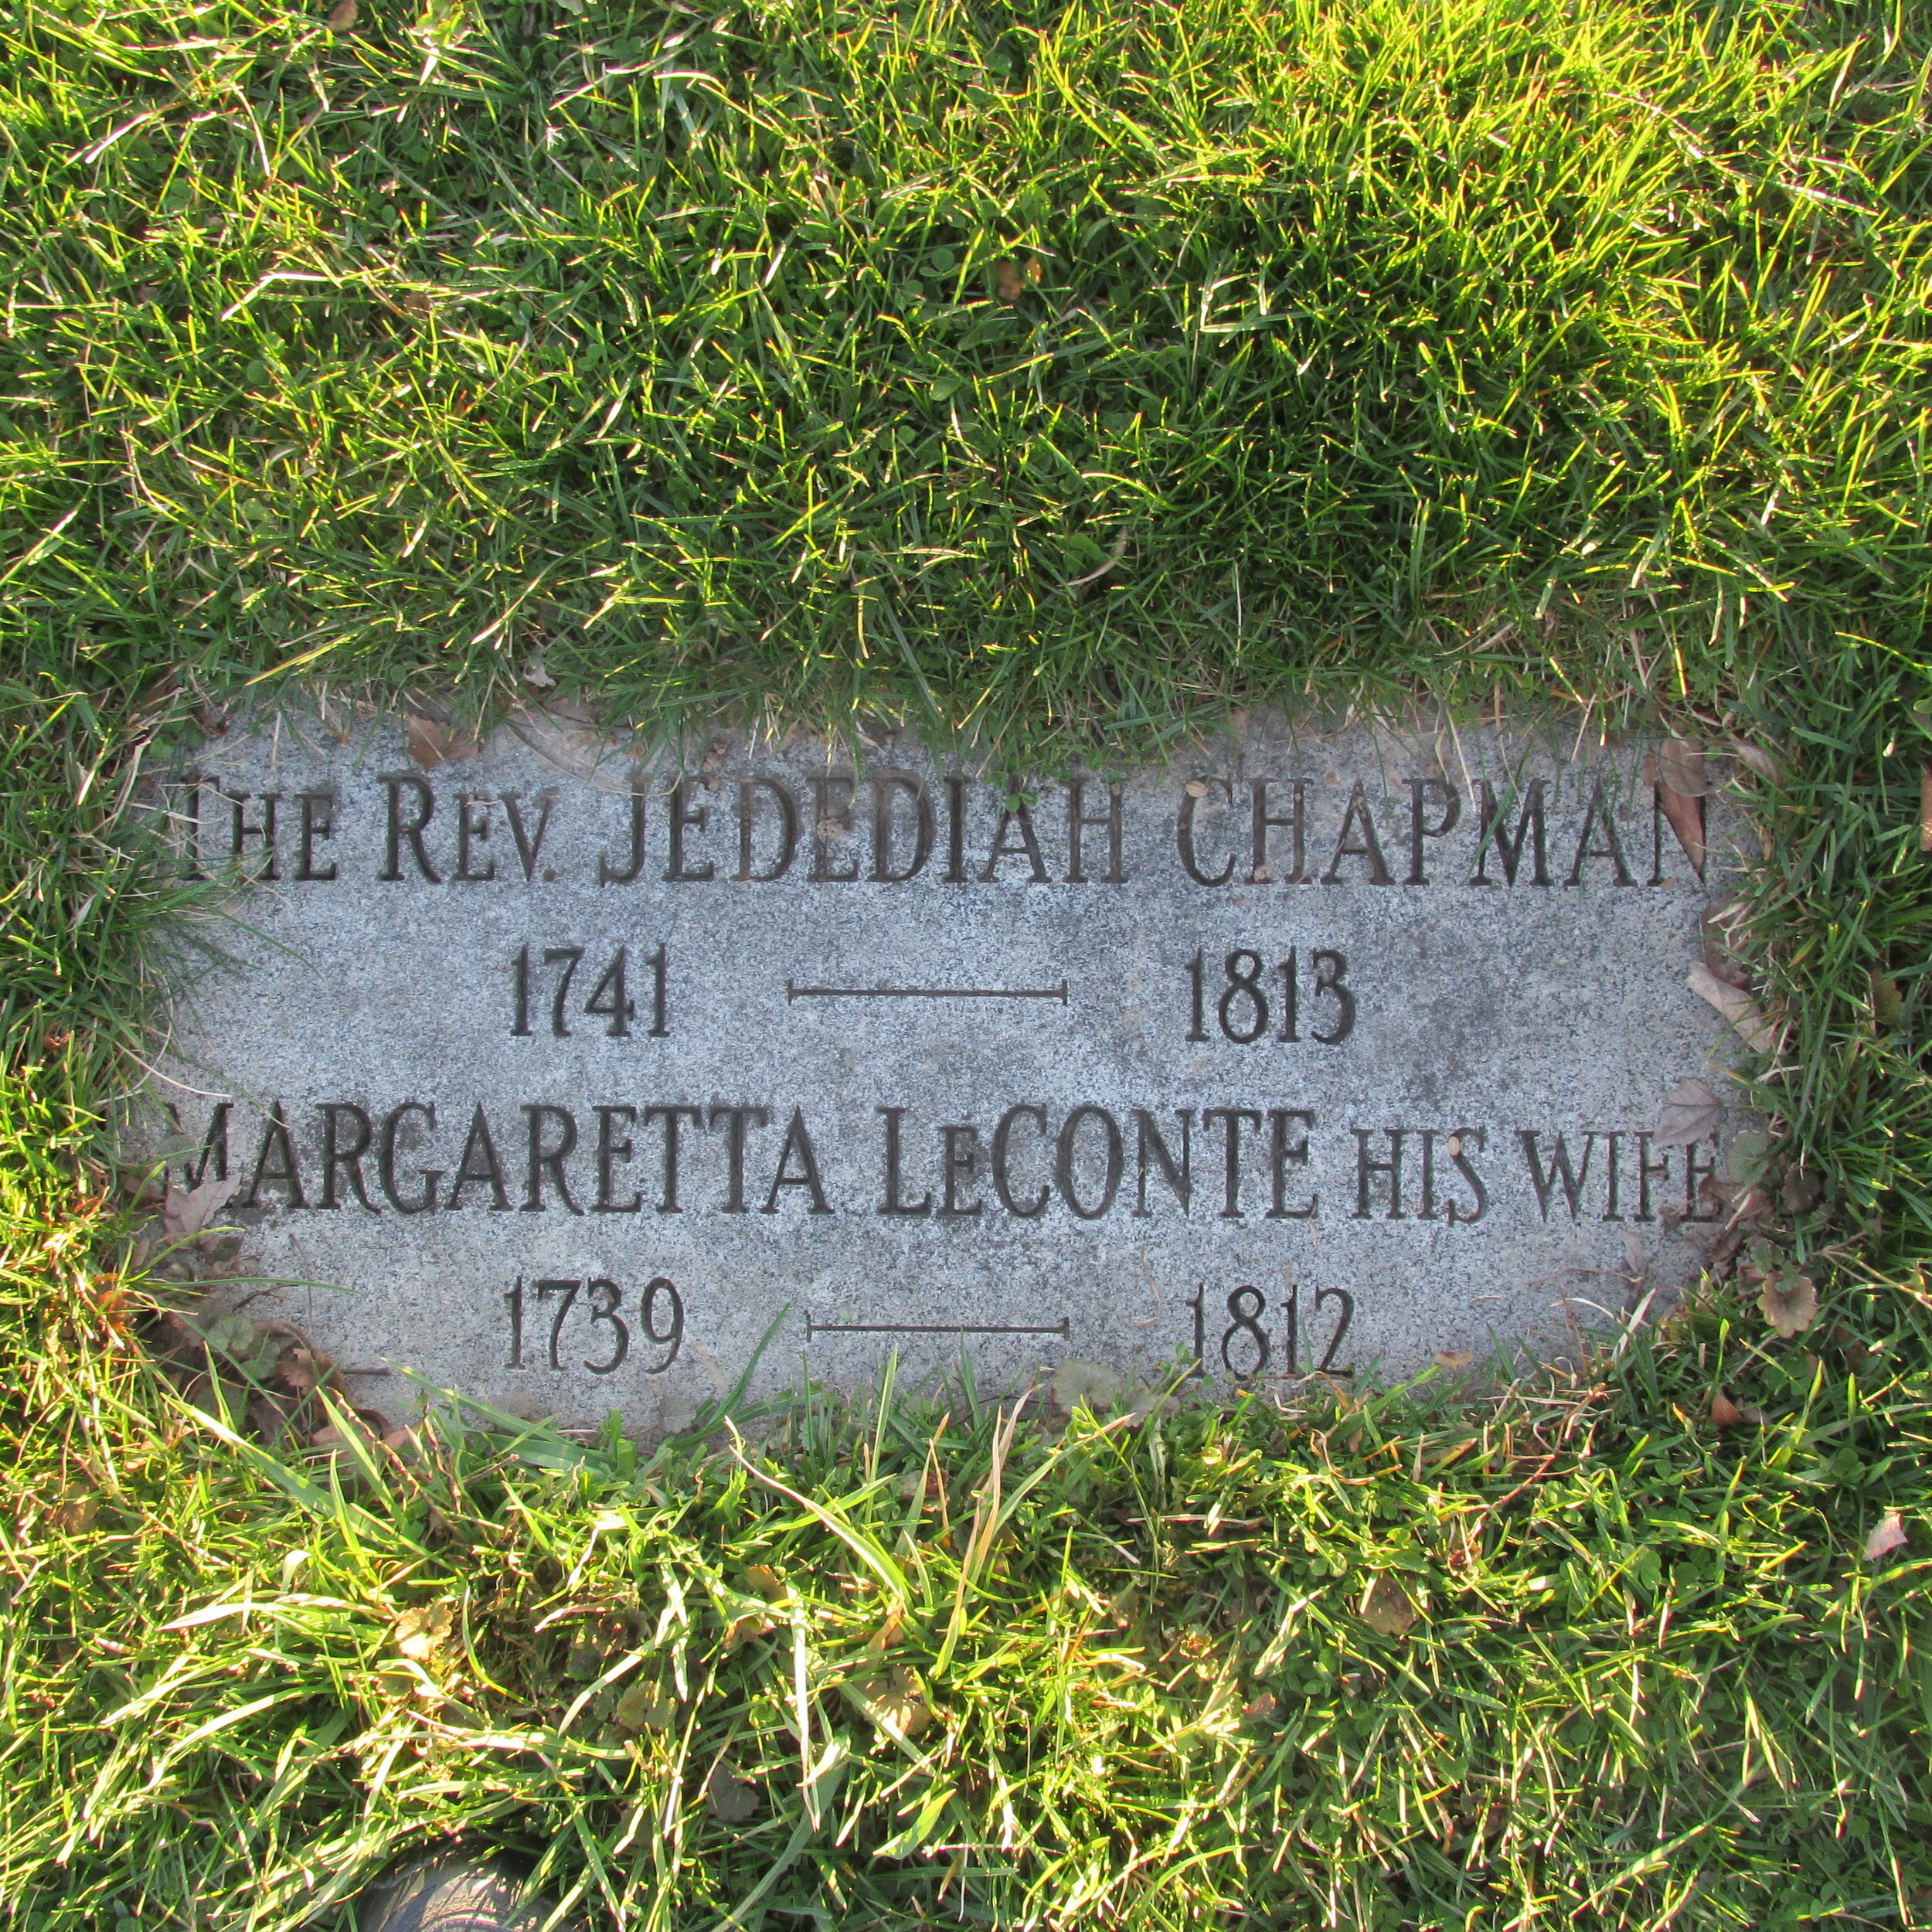 THE REV. JEDEDIAH CHAPMAN
1741 — 1813
MARGARETTA LECONTE HIS WIFE
1739 — 1812